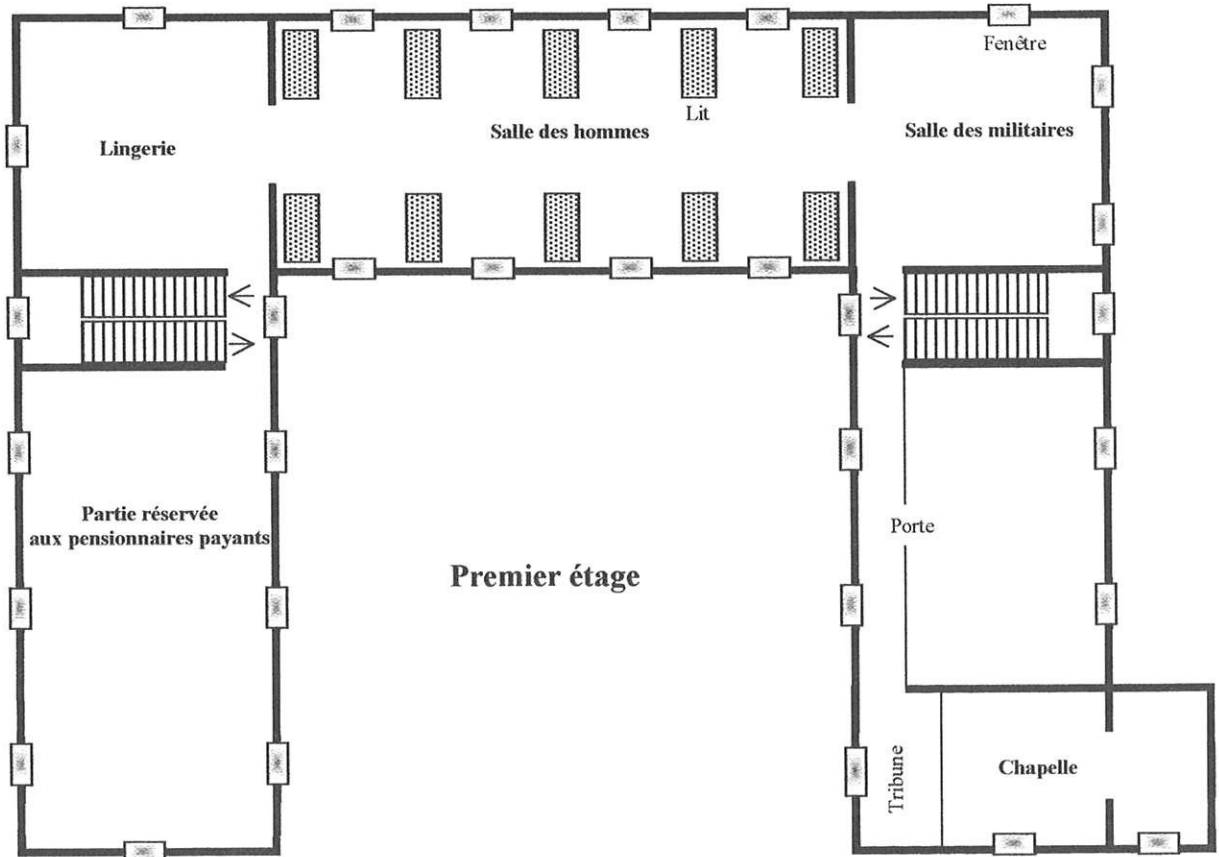 Fenêtre
Lit
Salle des hommes
Salle des militaires
Lingerie
Partie réservée
aux pensionnaires payants
Porte
Premier étage
Tribune
Chapelle